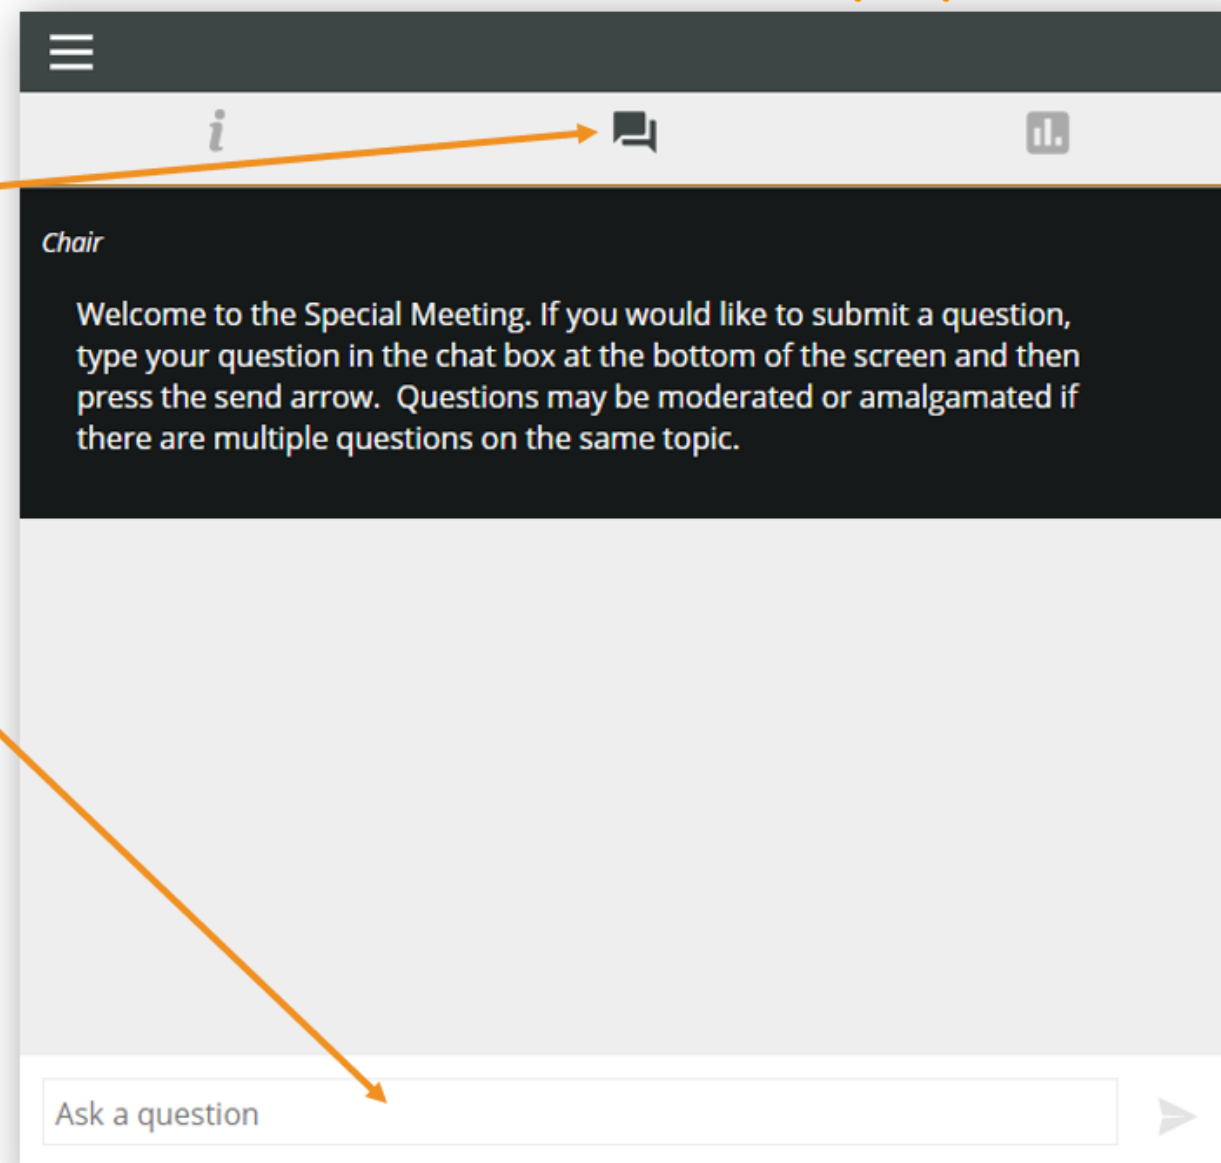 Chair
Welcome to the Special Meeting. If you would like to submit a question,
type your question in the chat box at the bottom of the screen and then
press the send arrow.  Questions may be moderated or amalgamated if
there are multiple questions on the same topic.
Ask a question